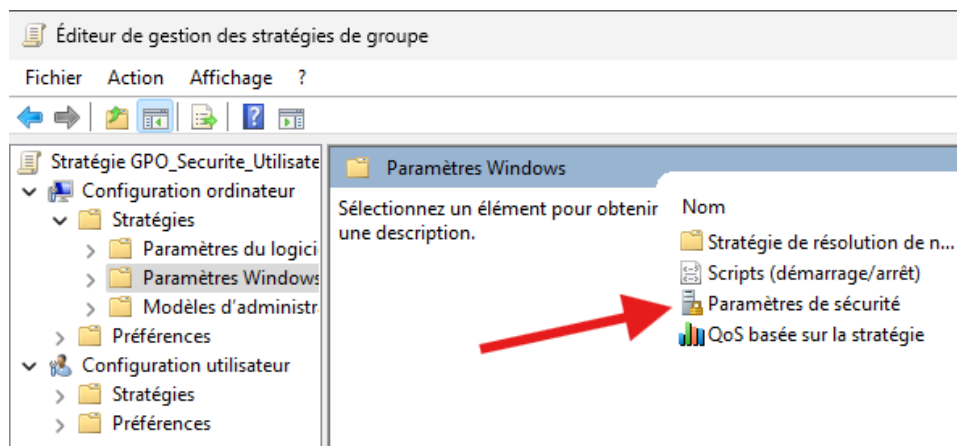 Éditeur de gestion des stratégies de groupe
Fichier Action Affichage ?
Stratégie GPO_Securite_Utilisate
Configuration ordinateur
Stratégies
Paramètres du logici
Paramètres Windows
Modèles d'administr
Préférences
Configuration utilisateur
Stratégies
Préférences
Paramètres Windows
Sélectionnez un élément pour obtenir
une description.
Nom
Stratégie de résolution de n...
Scripts (démarrage/arrêt)
Paramètres de sécurité
QoS basée sur la stratégie